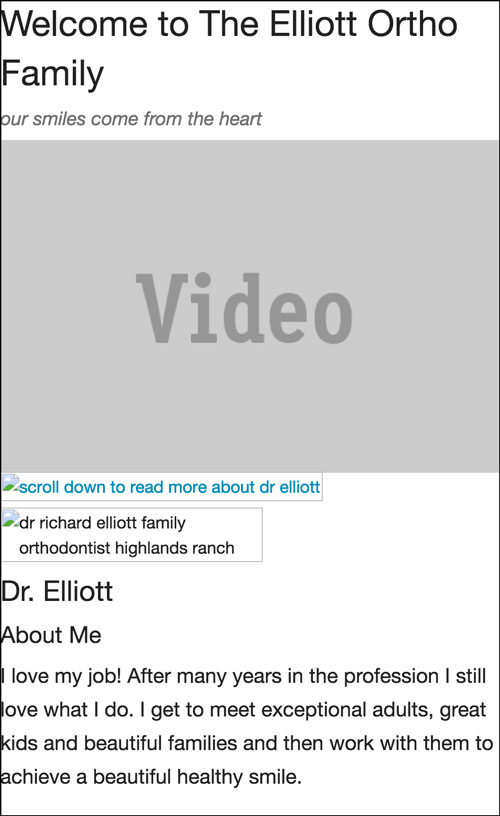 Welcome to The Elliott Ortho
Family
our smiles come from the heart
Video
scroll down to read more about dr elliott
dr richard elliott family
orthodontist highlands ranch
Dr. Elliott
About Me
I love my job! After many years in the profession I still
love what I do. I get to meet exceptional adults, great
kids and beautiful families and then work with them to
achieve a beautiful healthy smile.